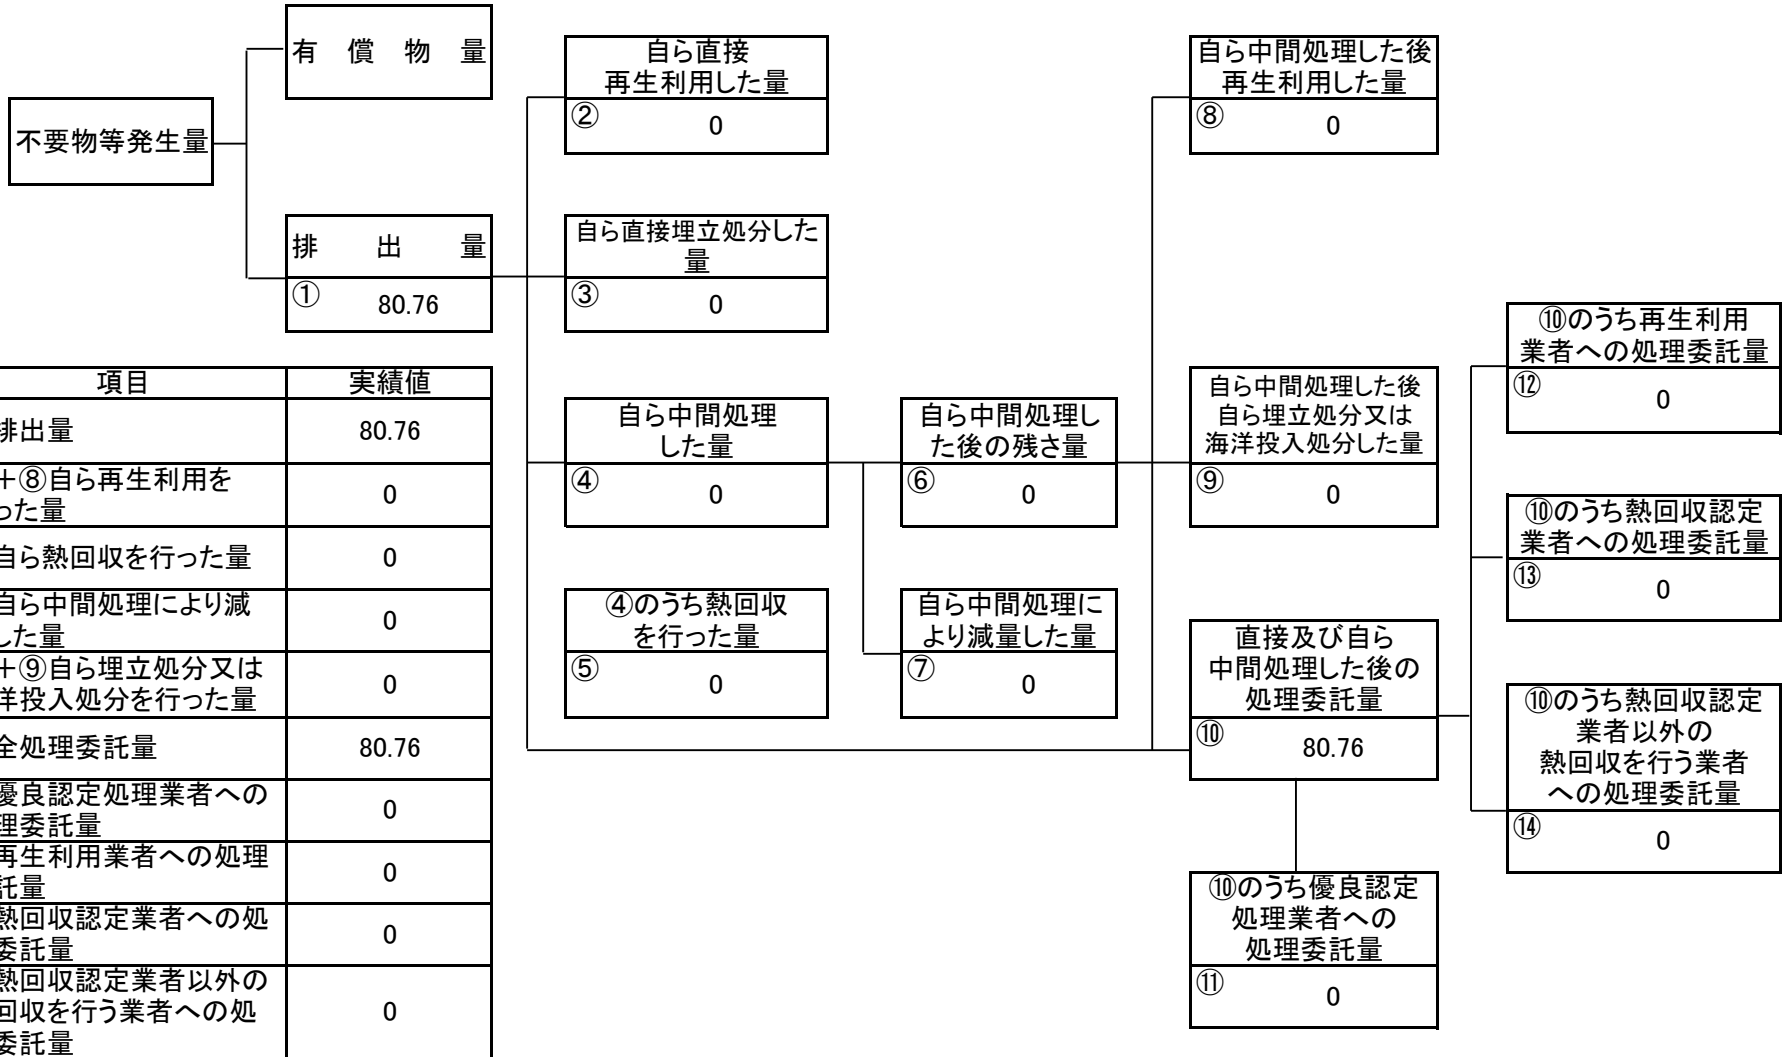 有償物量
不要物等発生量
排出量
① 80.76
自ら直接
再生利用した量
② 0
自ら直接埋立処分した
量
③ 0
自ら中間処理
した量
④ 0
④のうち熱回収
を行った量
⑤ 0
自ら中間処理し
た後の残さ量
⑥ 0
自ら中間処理に
より減量した量
⑦ 0
自ら中間処理した後
再生利用した量
⑧ 0
自ら中間処理した後
自ら埋立処分又は
海洋投入処分した量
⑨ 0
直接及び自ら
中間処理した後の
処理委託量
⑩ 80.76
⑩のうち優良認定
処理業者への
処理委託量
⑪ 0
⑩のうち再生利用
業者への処理委託量
⑫ 0
⑩のうち熱回収認定
業者への処理委託量
⑬ 0
⑩のうち熱回収認定
業者以外の
熱回収を行う業者
への処理委託量
⑭ 0
項目 実績値
排出量 80.76
+⑧自ら再生利用を
った量 0
自ら熱回収を行った量 0
自ら中間処理により減
した量 0
+⑨自ら埋立処分又は
洋投入処分を行った量 0
全処理委託量 80.76
優良認定処理業者への
理委託量 0
再生利用業者への処理
託量 0
熱回収認定業者への処
委託量 0
熱回収認定業者以外の
回収を行う業者への処
委託量 0